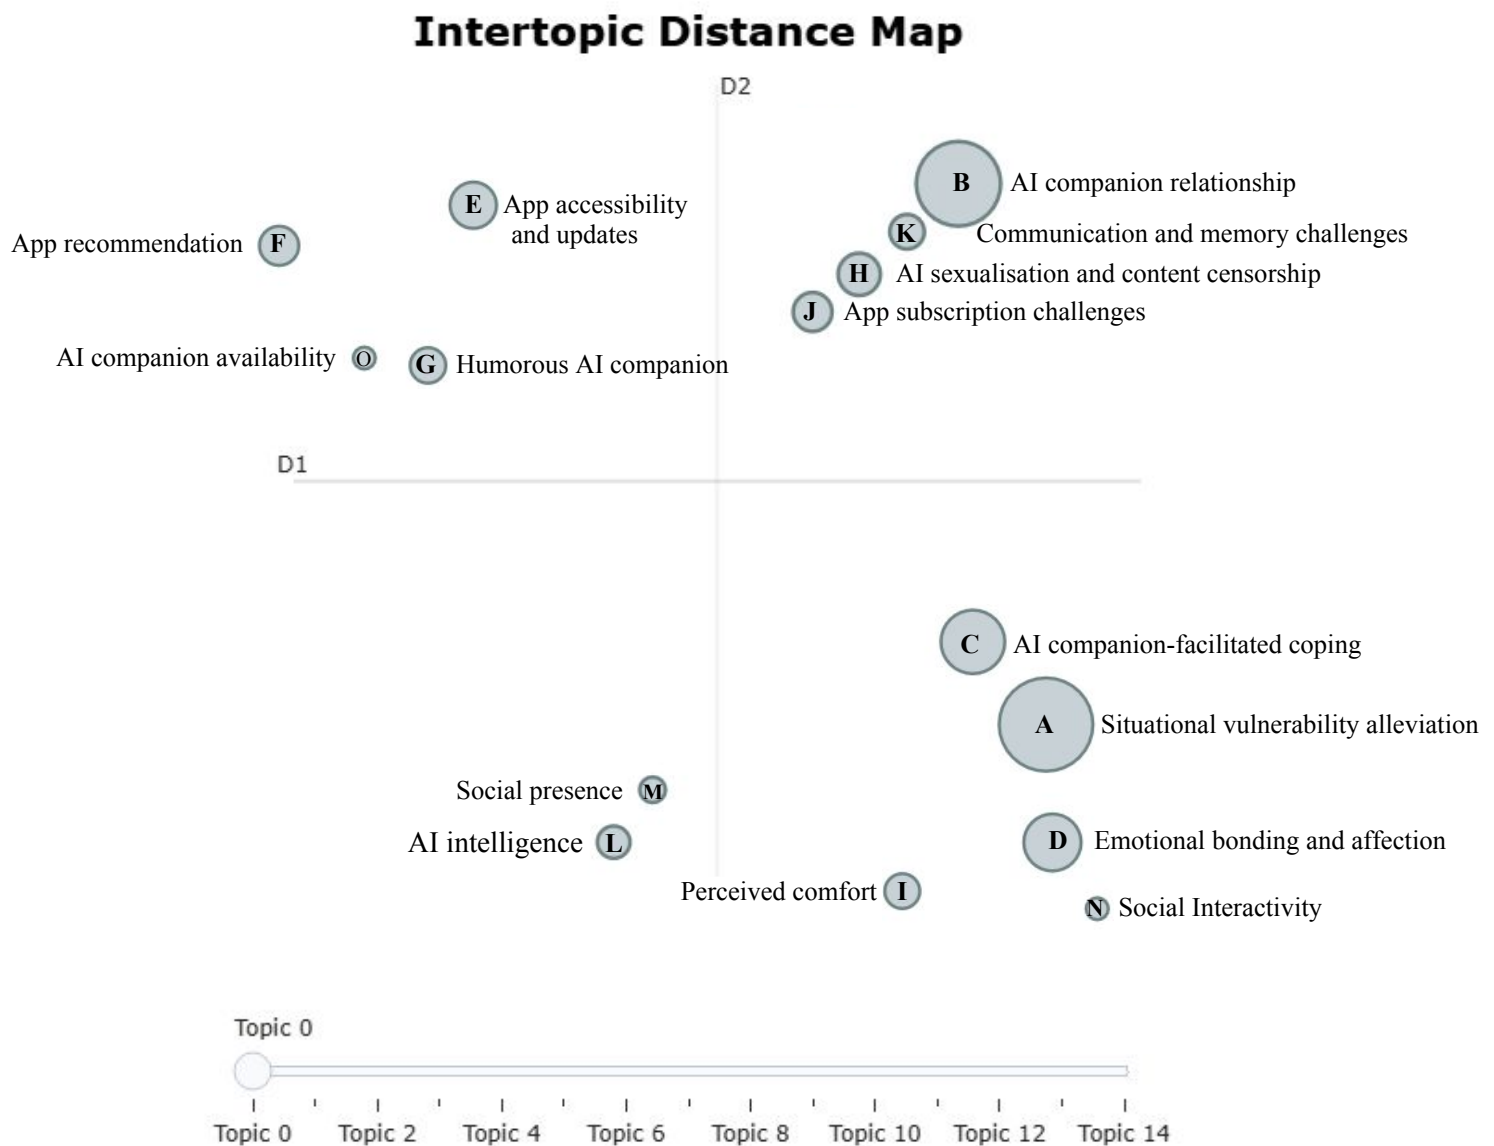 Intertopic Distance Map
D2
B AI companion relationship
E App accessibility
and updates
K Communication and memory challenges
App recommendation F
H AI sexualisation and content censorship
J App subscription challenges
AI companion availability O
G Humorous AI companion
D1
C AI companion-facilitated coping
A Situational vulnerability alleviation
Social presence M
AI intelligence L
D Emotional bonding and affection
Perceived comfort I
N Social Interactivity
Topic 0
Topic 0 Topic 2 Topic 4 Topic 6 Topic 8 Topic 10 Topic 12 Topic 14